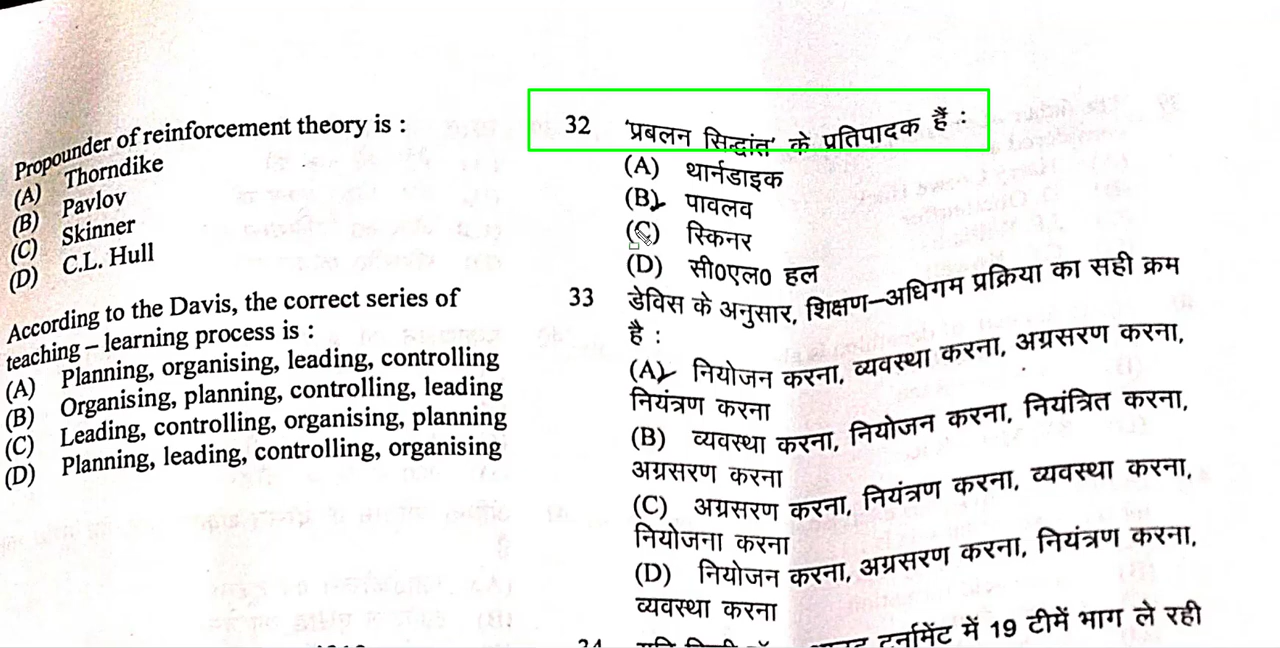 Propounder of reinforcement theory is :
(A) Thorndike
(B) Pavlov
(C) Skinner
(D) C.L. Hull
According to the Davis, the correct series of
teaching – learning process is :
(A) Planning, organising, leading, controlling
(B) Organising, planning, controlling, leading
(C) Leading, controlling, organising, planning
(D) Planning, leading, controlling, organising
32 'प्रबलन सिद्धांत' के प्रतिपादक हैं :
(A) थार्नडाइक
(B) पावलव
(C) स्किनर
(D) सी0एल0 हल
33 डेविस के अनुसार, शिक्षण–अधिगम प्रक्रिया का सही क्रम
है :
(A) नियोजन करना, व्यवस्था करना, अग्रसरण करना,
नियंत्रण करना
(B) व्यवस्था करना, नियोजन करना, नियंत्रित करना,
अग्रसरण करना
(C) अग्रसरण करना, नियंत्रण करना, व्यवस्था करना,
नियोजना करना
(D) नियोजन करना, अग्रसरण करना, नियंत्रण करना,
व्यवस्था करना
टूर्नामेंट में 19 टीमें भाग ले रही